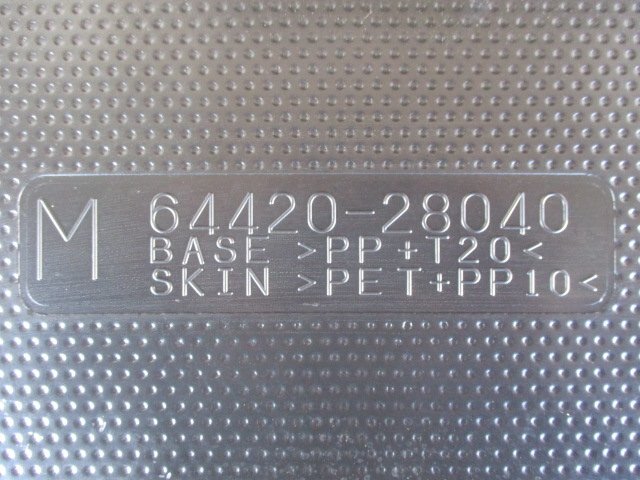 M 64420-28040
BASE >PP+T20<
SKIN >PET+PP10<